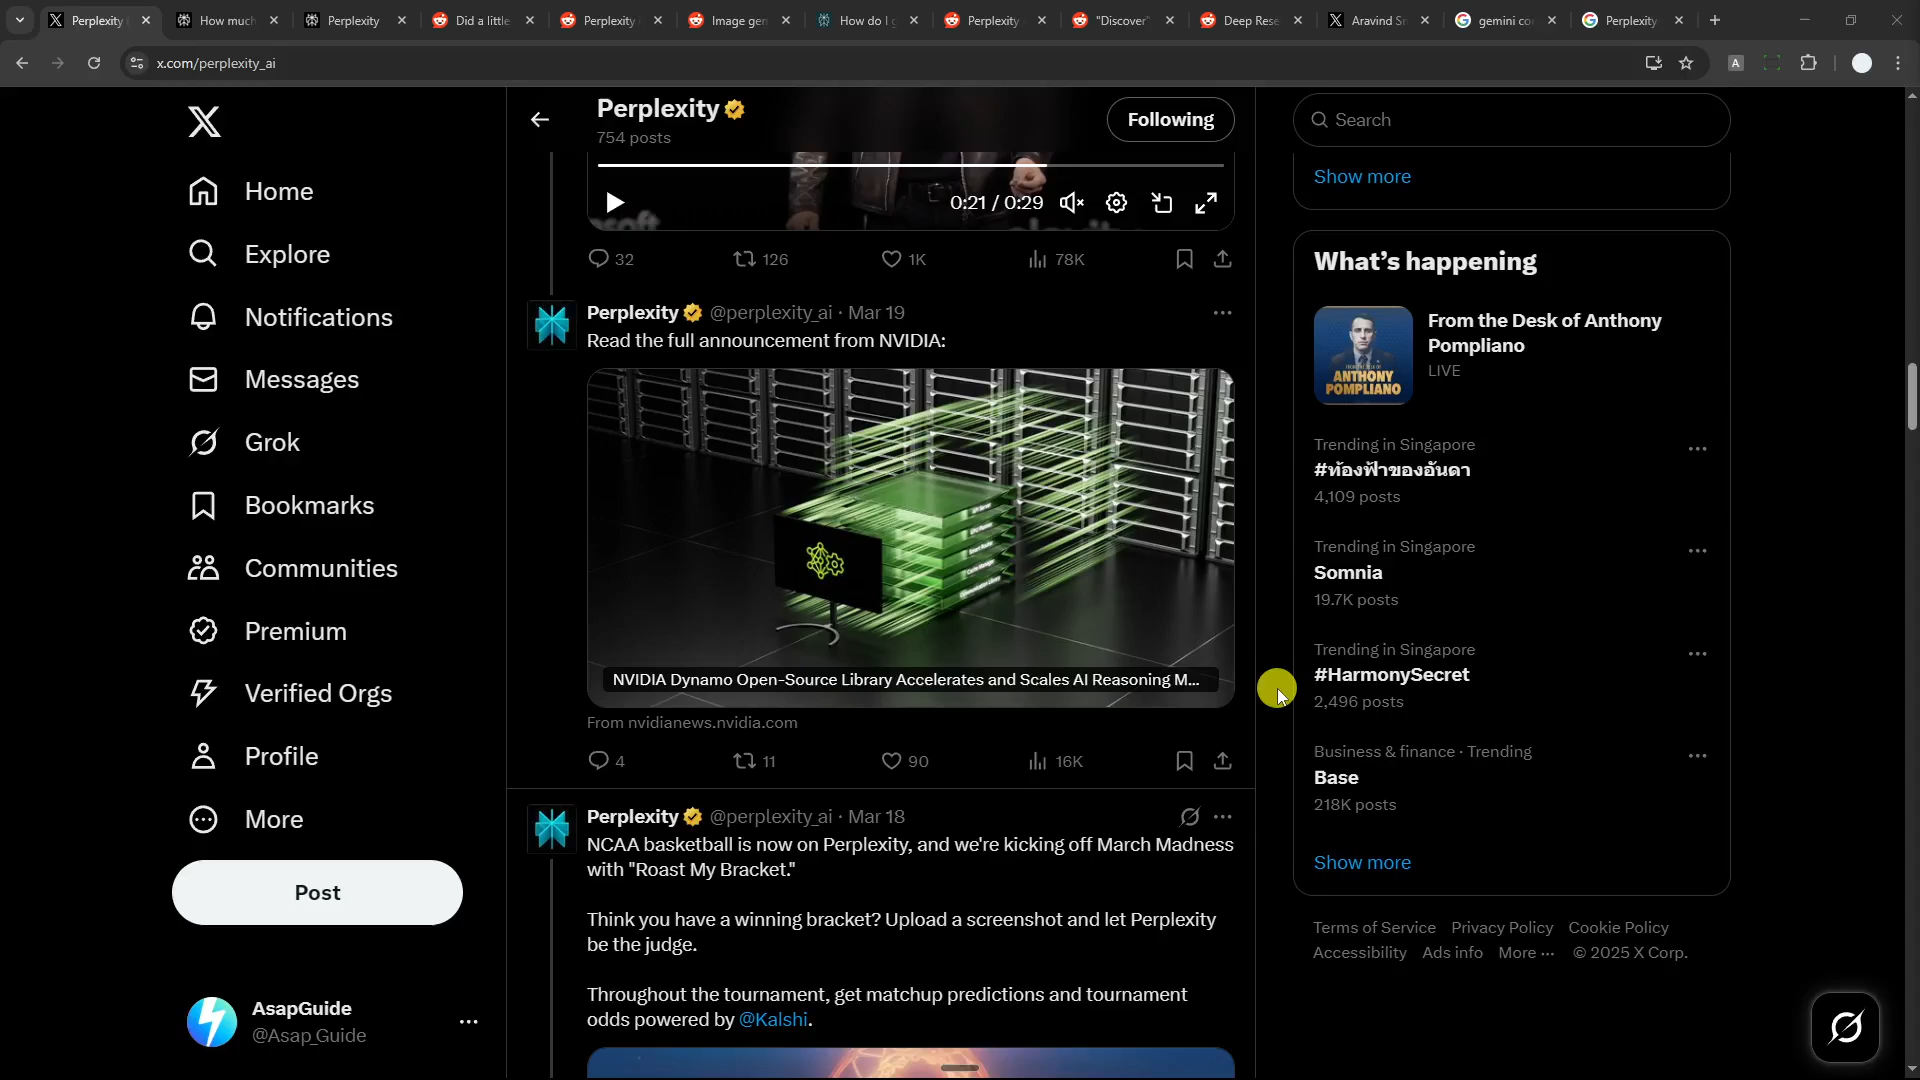 Perplexity
How much
Perplexity
Did a little
Perplexity
Image gen
How do I g
Perplexity
"Discover"
Deep Rese
Aravind Sr
gemini co
Perplexity
x.com/perplexity_ai
A
Home
Explore
Notifications
Messages
Grok
Bookmarks
Communities
Premium
Verified Orgs
Profile
More
Post
AsapGuide
@Asap_Guide
Perplexity
754 posts
Following
0:21 / 0:29
32 126 1K 78K
Perplexity @perplexity_ai · Mar 19
Read the full announcement from NVIDIA:
NVIDIA Dynamo Open-Source Library Accelerates and Scales AI Reasoning M...
From nvidianews.nvidia.com
4 11 90 16K
Perplexity @perplexity_ai · Mar 18
NCAA basketball is now on Perplexity, and we're kicking off March Madness
with "Roast My Bracket."
Think you have a winning bracket? Upload a screenshot and let Perplexity
be the judge.
Throughout the tournament, get matchup predictions and tournament
odds powered by @Kalshi.
Search
Show more
What's happening
From the Desk of Anthony
Pompliano
LIVE
ANTHONY
POMPLIANO
Trending in Singapore
#ท้องฟ้าของอันดา
4,109 posts
Trending in Singapore
Somnia
19.7K posts
Trending in Singapore
#HarmonySecret
2,496 posts
Business & finance · Trending
Base
218K posts
Show more
Terms of Service Privacy Policy Cookie Policy
Accessibility Ads info More ··· © 2025 X Corp.